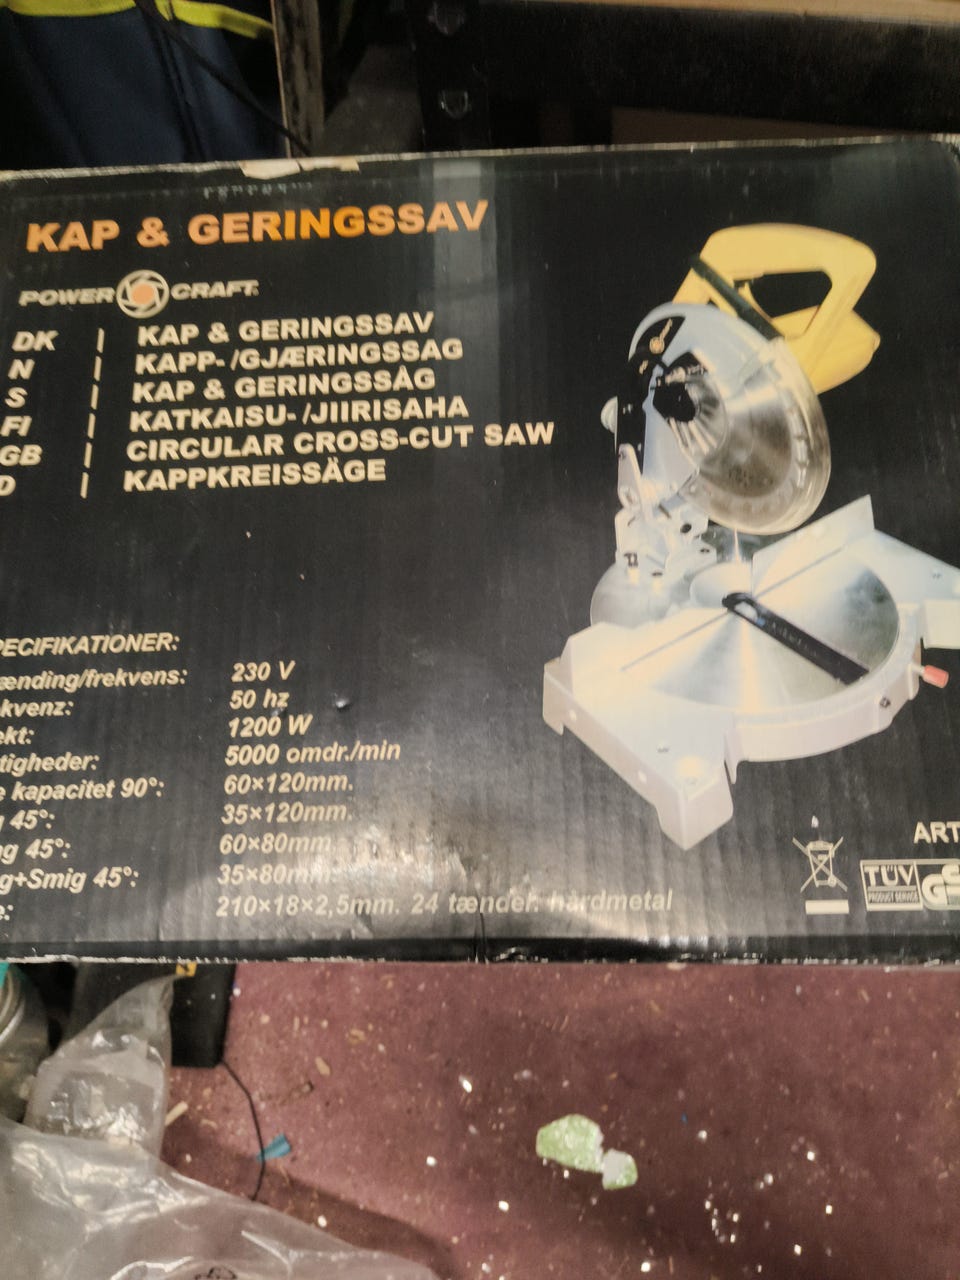 KAP & GERINGSSAV
POWER CRAFT
DK | KAP & GERINGSSAV
N | KAPP- /GJÆRINGSSAG
S | KAP & GERINGSSÅG
FI | KATKAISU- /JIIRISAHA
GB | CIRCULAR CROSS-CUT SAW
D | KAPPKREISSÄGE
PECIFIKATIONER:
ænding/frekvens: 230 V
kvenz: 50 hz
ekt: 1200 W
tigheder: 5000 omdr./min
e kapacitet 90°: 60×120mm.
g 45°: 35×120mm.
ng 45°: 60×80mm.
g+Smig 45°: 35×80mm.
e: 210×18×2,5mm. 24 tænder. hårdmetal
ART
TÜV
PRODUCT SERVICE
GS